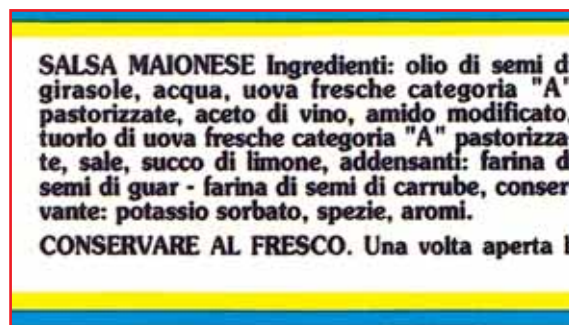 SALSA MAIONESE Ingredienti: olio di semi d
girasole, acqua, uova fresche categoria "A"
pastorizzate, aceto di vino, amido modificato,
tuorlo di uova fresche categoria "A" pastorizza
te, sale, succo di limone, addensanti: farina d
semi di guar - farina di semi di carrube, conser
vante: potassio sorbato, spezie, aromi.
CONSERVARE AL FRESCO. Una volta aperta l